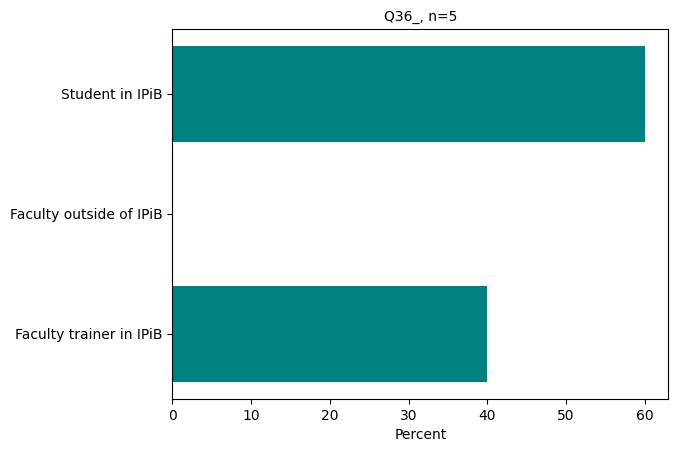 Q36_, n=5
Student in IPiB
Faculty outside of IPiB
Faculty trainer in IPiB
0 10 20 30 40 50 60
Percent